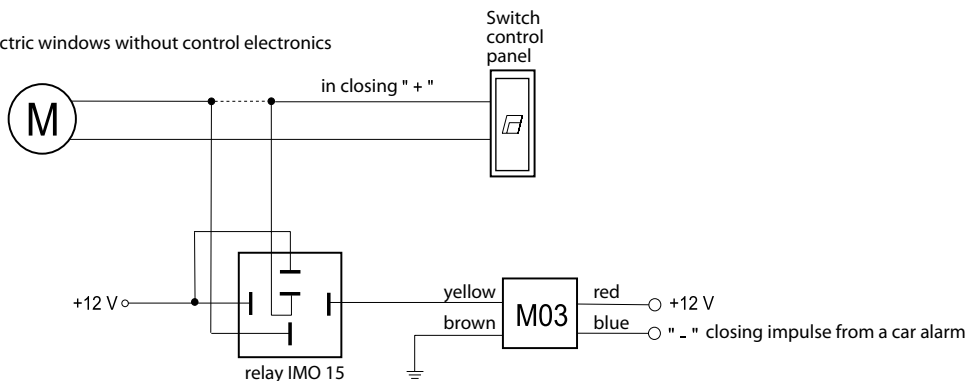 Switch
control
panel
ctric windows without control electronics
in closing " + "
M
+12 V
yellow
red
+12 V
M03
brown
blue
" - " closing impulse from a car alarm
relay IMO 15